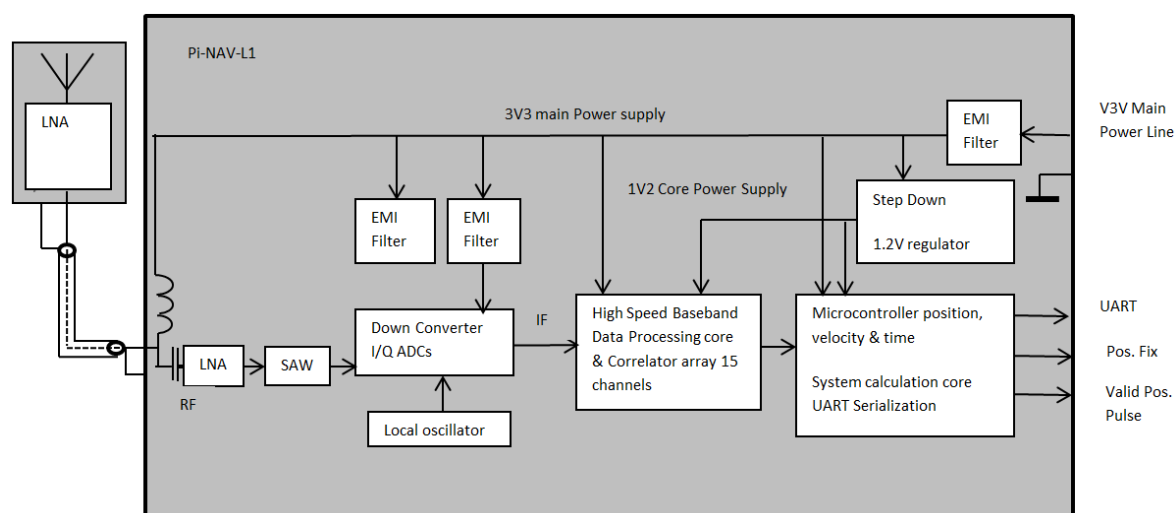 Pi-NAV-L1
LNA
3V3 main Power supply
EMI
Filter
V3V Main
Power Line
1V2 Core Power Supply
EMI
Filter
EMI
Filter
Step Down
1.2V regulator
Down Converter
I/Q ADCs
IF
High Speed Baseband
Data Processing core
& Correlator array 15
channels
Microcontroller position,
velocity & time
System calculation core
UART Serialization
UART
Pos. Fix
Valid Pos.
Pulse
LNA
SAW
RF
Local oscillator